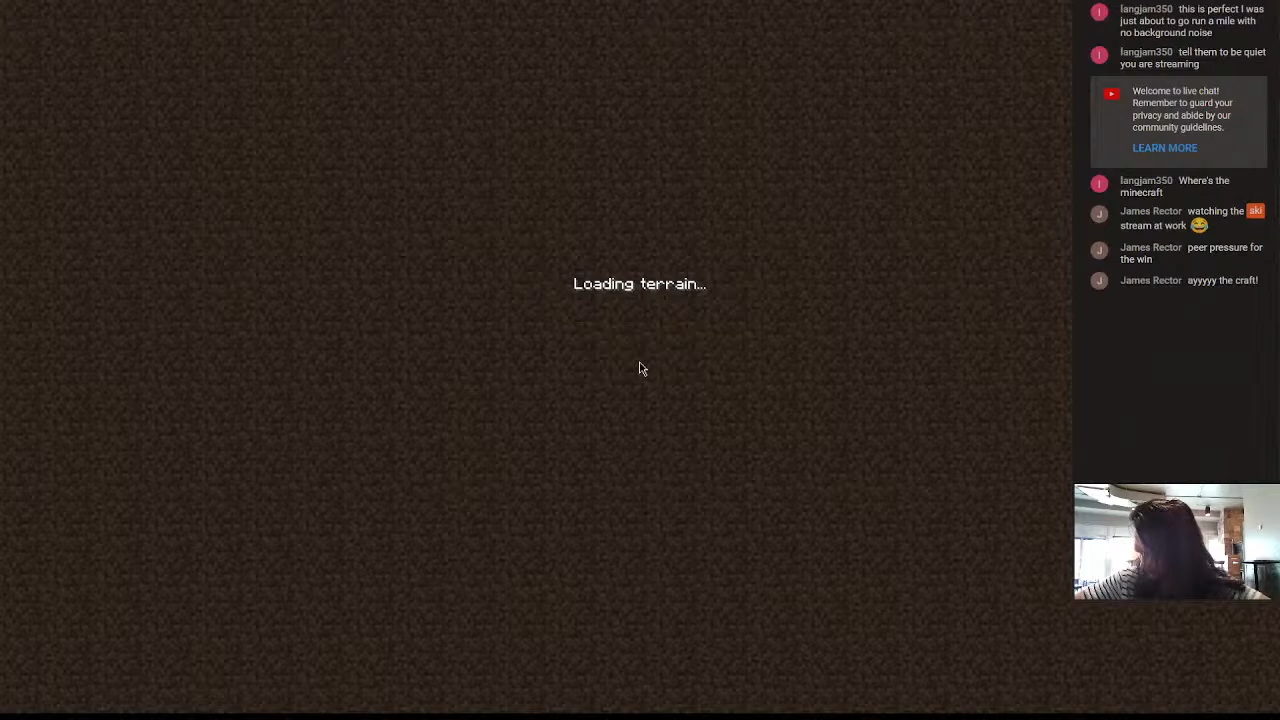 langjam350 this is perfect I was
just about to go run a mile with
no background noise
langjam350 tell them to be quiet
you are streaming
Welcome to live chat!
Remember to guard your
privacy and abide by our
community guidelines.
LEARN MORE
langjam350 Where's the
minecraft
James Rector watching the ski
stream at work
James Rector peer pressure for
the win
James Rector ayyyyy the craft!
Loading terrain...